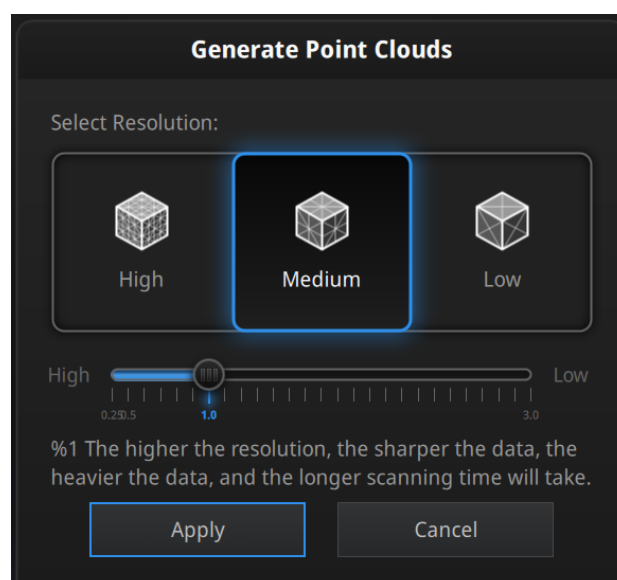 Generate Point Clouds
Select Resolution:
High
Medium
Low
High
Low
0.25
0.5
1.0
3.0
%1 The higher the resolution, the sharper the data, the
heavier the data, and the longer scanning time will take.
Apply
Cancel